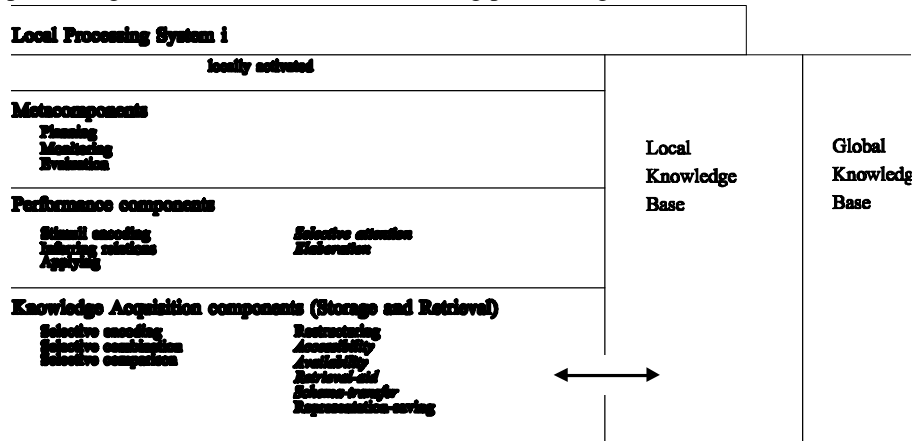 Local Processing System i
locally activated
Metacomponents
Planning
Monitoring
Evaluation
Local
Knowledge
Base
Global
Knowledg
Base
Performance components
Stimuli encoding
Inferring relations
Applying
Selective attention
Elaboration
Knowledge Acquisition components (Storage and Retrieval)
Selective encoding
Selective combination
Selective comparison
Restructuring
Accessibility
Availability
Retrieval-aid
Schema-transfer
Representation-saving